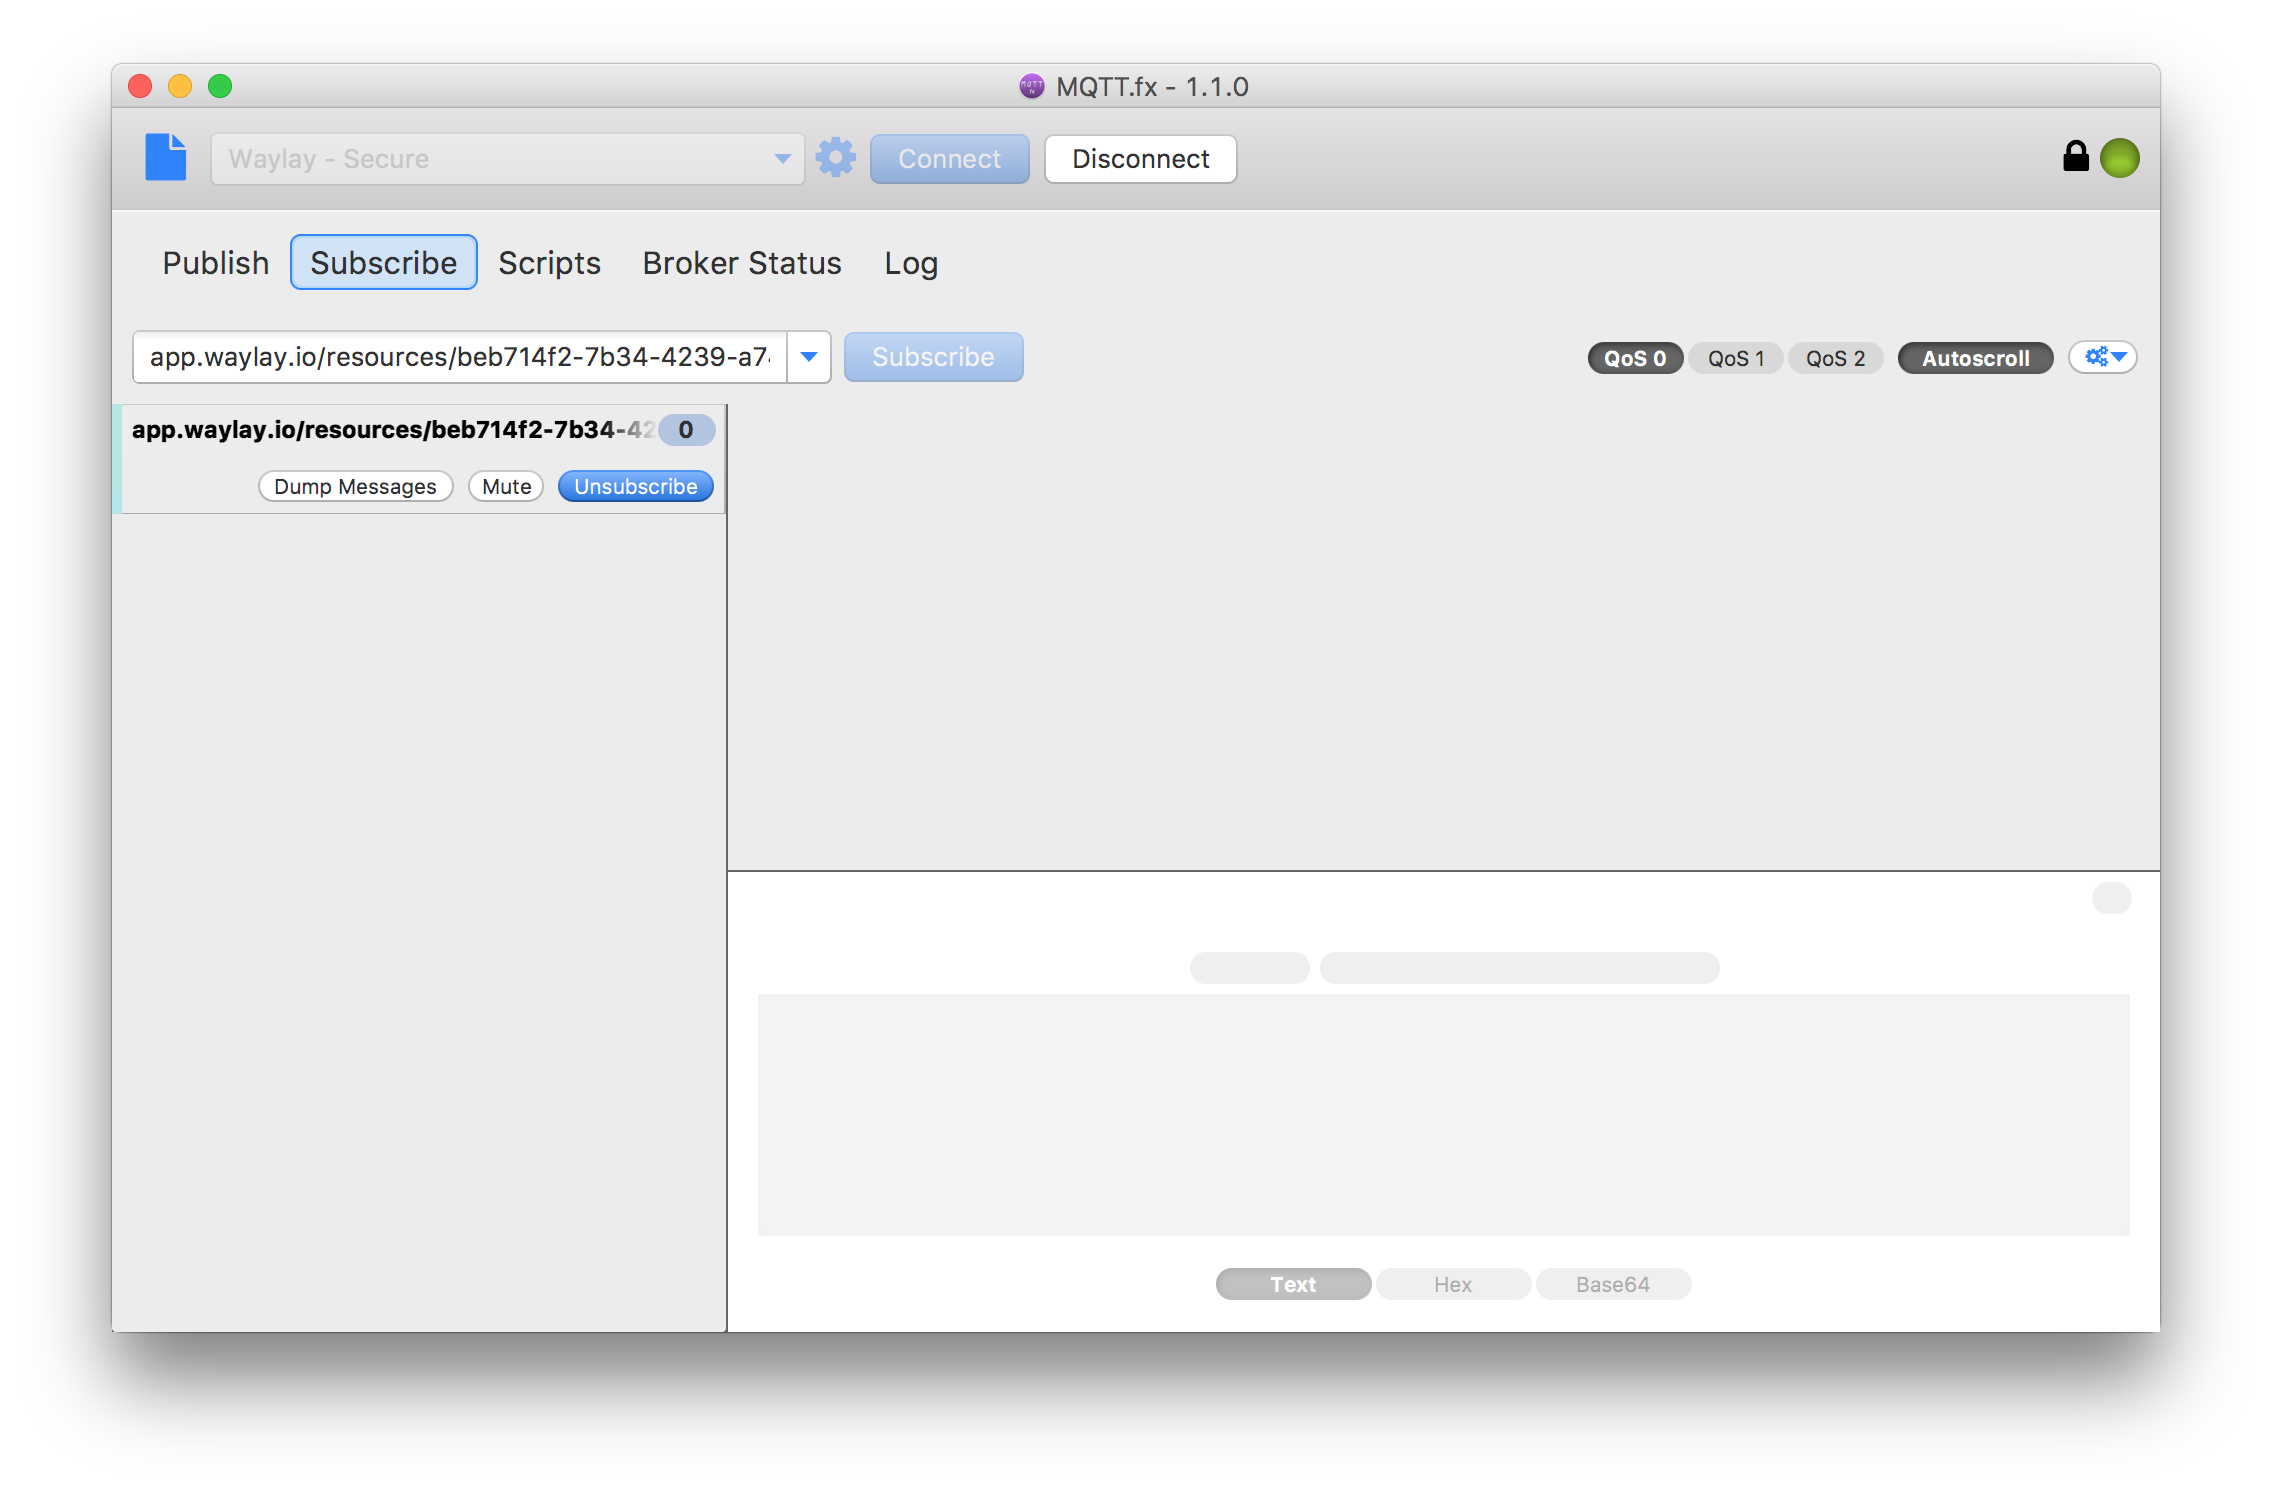 MQTT.fx - 1.1.0
Waylay - Secure
Connect
Disconnect
Publish
Subscribe
Scripts
Broker Status
Log
app.waylay.io/resources/beb714f2-7b34-4239-a7
Subscribe
QoS 0
QoS 1
QoS 2
Autoscroll
app.waylay.io/resources/beb714f2-7b34-42
0
Dump Messages
Mute
Unsubscribe
Text
Hex
Base64